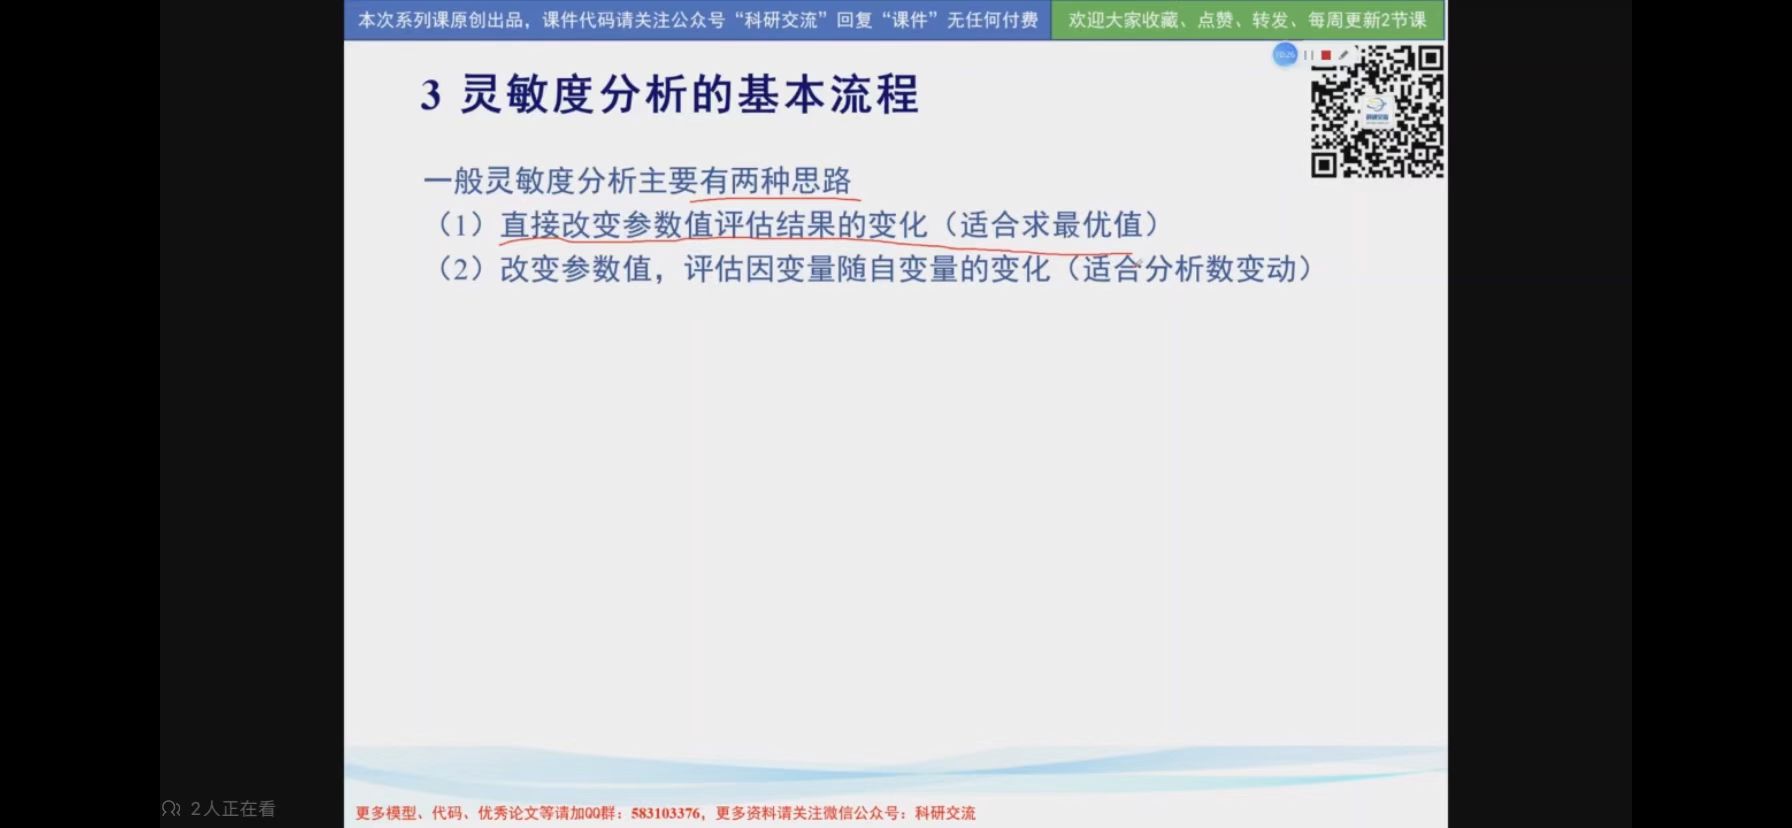 本次系列课原创出品，课件代码请关注公众号“科研交流”回复“课件”无任何付费
欢迎大家收藏、点赞、转发、每周更新2节课
3 灵敏度分析的基本流程
一般灵敏度分析主要有两种思路
（1）直接改变参数值评估结果的变化（适合求最优值）
（2）改变参数值，评估因变量随自变量的变化（适合分析数变动）
2人正在看
更多模型、代码、优秀论文等请加QQ群：583103376，更多资料请关注微信公众号：科研交流